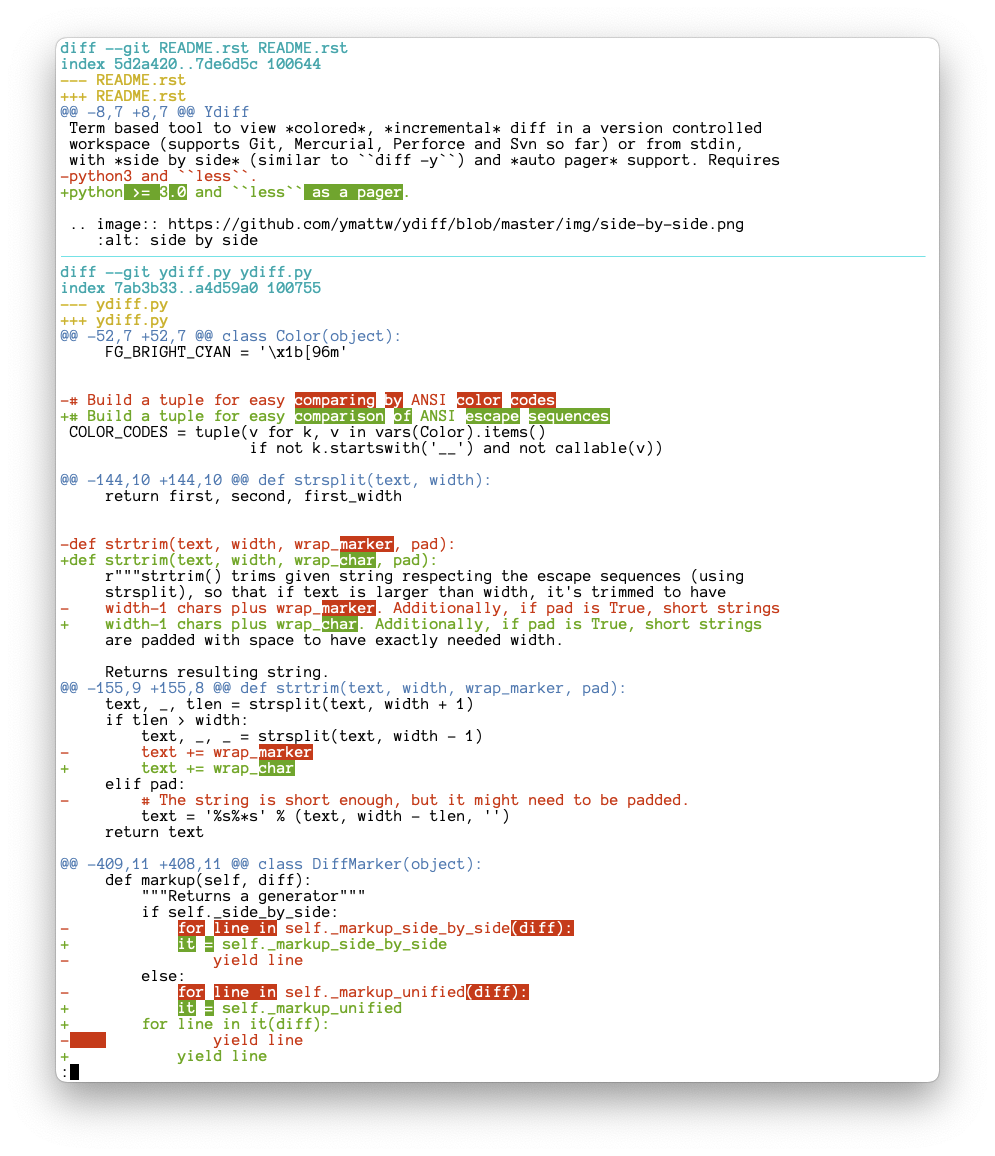 diff --git README.rst README.rst
index 5d2a420..7de6d5c 100644
--- README.rst
+++ README.rst
@@ -8,7 +8,7 @@ Ydiff
 Term based tool to view *colored*, *incremental* diff in a version controlled
 workspace (supports Git, Mercurial, Perforce and Svn so far) or from stdin,
 with *side by side* (similar to ``diff -y``) and *auto pager* support. Requires
-python3 and ``less``.
+python >= 3.0 and ``less`` as a pager.

 .. image:: https://github.com/ymattw/ydiff/blob/master/img/side-by-side.png
    :alt: side by side

diff --git ydiff.py ydiff.py
index 7ab3b33..a4d59a0 100755
--- ydiff.py
+++ ydiff.py
@@ -52,7 +52,7 @@ class Color(object):
     FG_BRIGHT_CYAN = '\x1b[96m'


-# Build a tuple for easy comparing by ANSI color codes
+# Build a tuple for easy comparison of ANSI escape sequences
 COLOR_CODES = tuple(v for k, v in vars(Color).items()
                     if not k.startswith('__') and not callable(v))

@@ -144,10 +144,10 @@ def strsplit(text, width):
     return first, second, first_width


-def strtrim(text, width, wrap_marker, pad):
+def strtrim(text, width, wrap_char, pad):
     r"""strtrim() trims given string respecting the escape sequences (using
     strsplit), so that if text is larger than width, it's trimmed to have
-    width-1 chars plus wrap_marker. Additionally, if pad is True, short strings
+    width-1 chars plus wrap_char. Additionally, if pad is True, short strings
     are padded with space to have exactly needed width.

     Returns resulting string.
@@ -155,9 +155,8 @@ def strtrim(text, width, wrap_marker, pad):
     text, _, tlen = strsplit(text, width + 1)
     if tlen > width:
         text, _, _ = strsplit(text, width - 1)
-        text += wrap_marker
+        text += wrap_char
     elif pad:
-        # The string is short enough, but it might need to be padded.
         text = '%s%*s' % (text, width - tlen, '')
     return text

@@ -409,11 +408,11 @@ class DiffMarker(object):
     def markup(self, diff):
         """Returns a generator"""
         if self._side_by_side:
-            for line in self._markup_side_by_side(diff):
+            it = self._markup_side_by_side
-                yield line
         else:
-            for line in self._markup_unified(diff):
+            it = self._markup_unified
+        for line in it(diff):
-                yield line
+            yield line
: